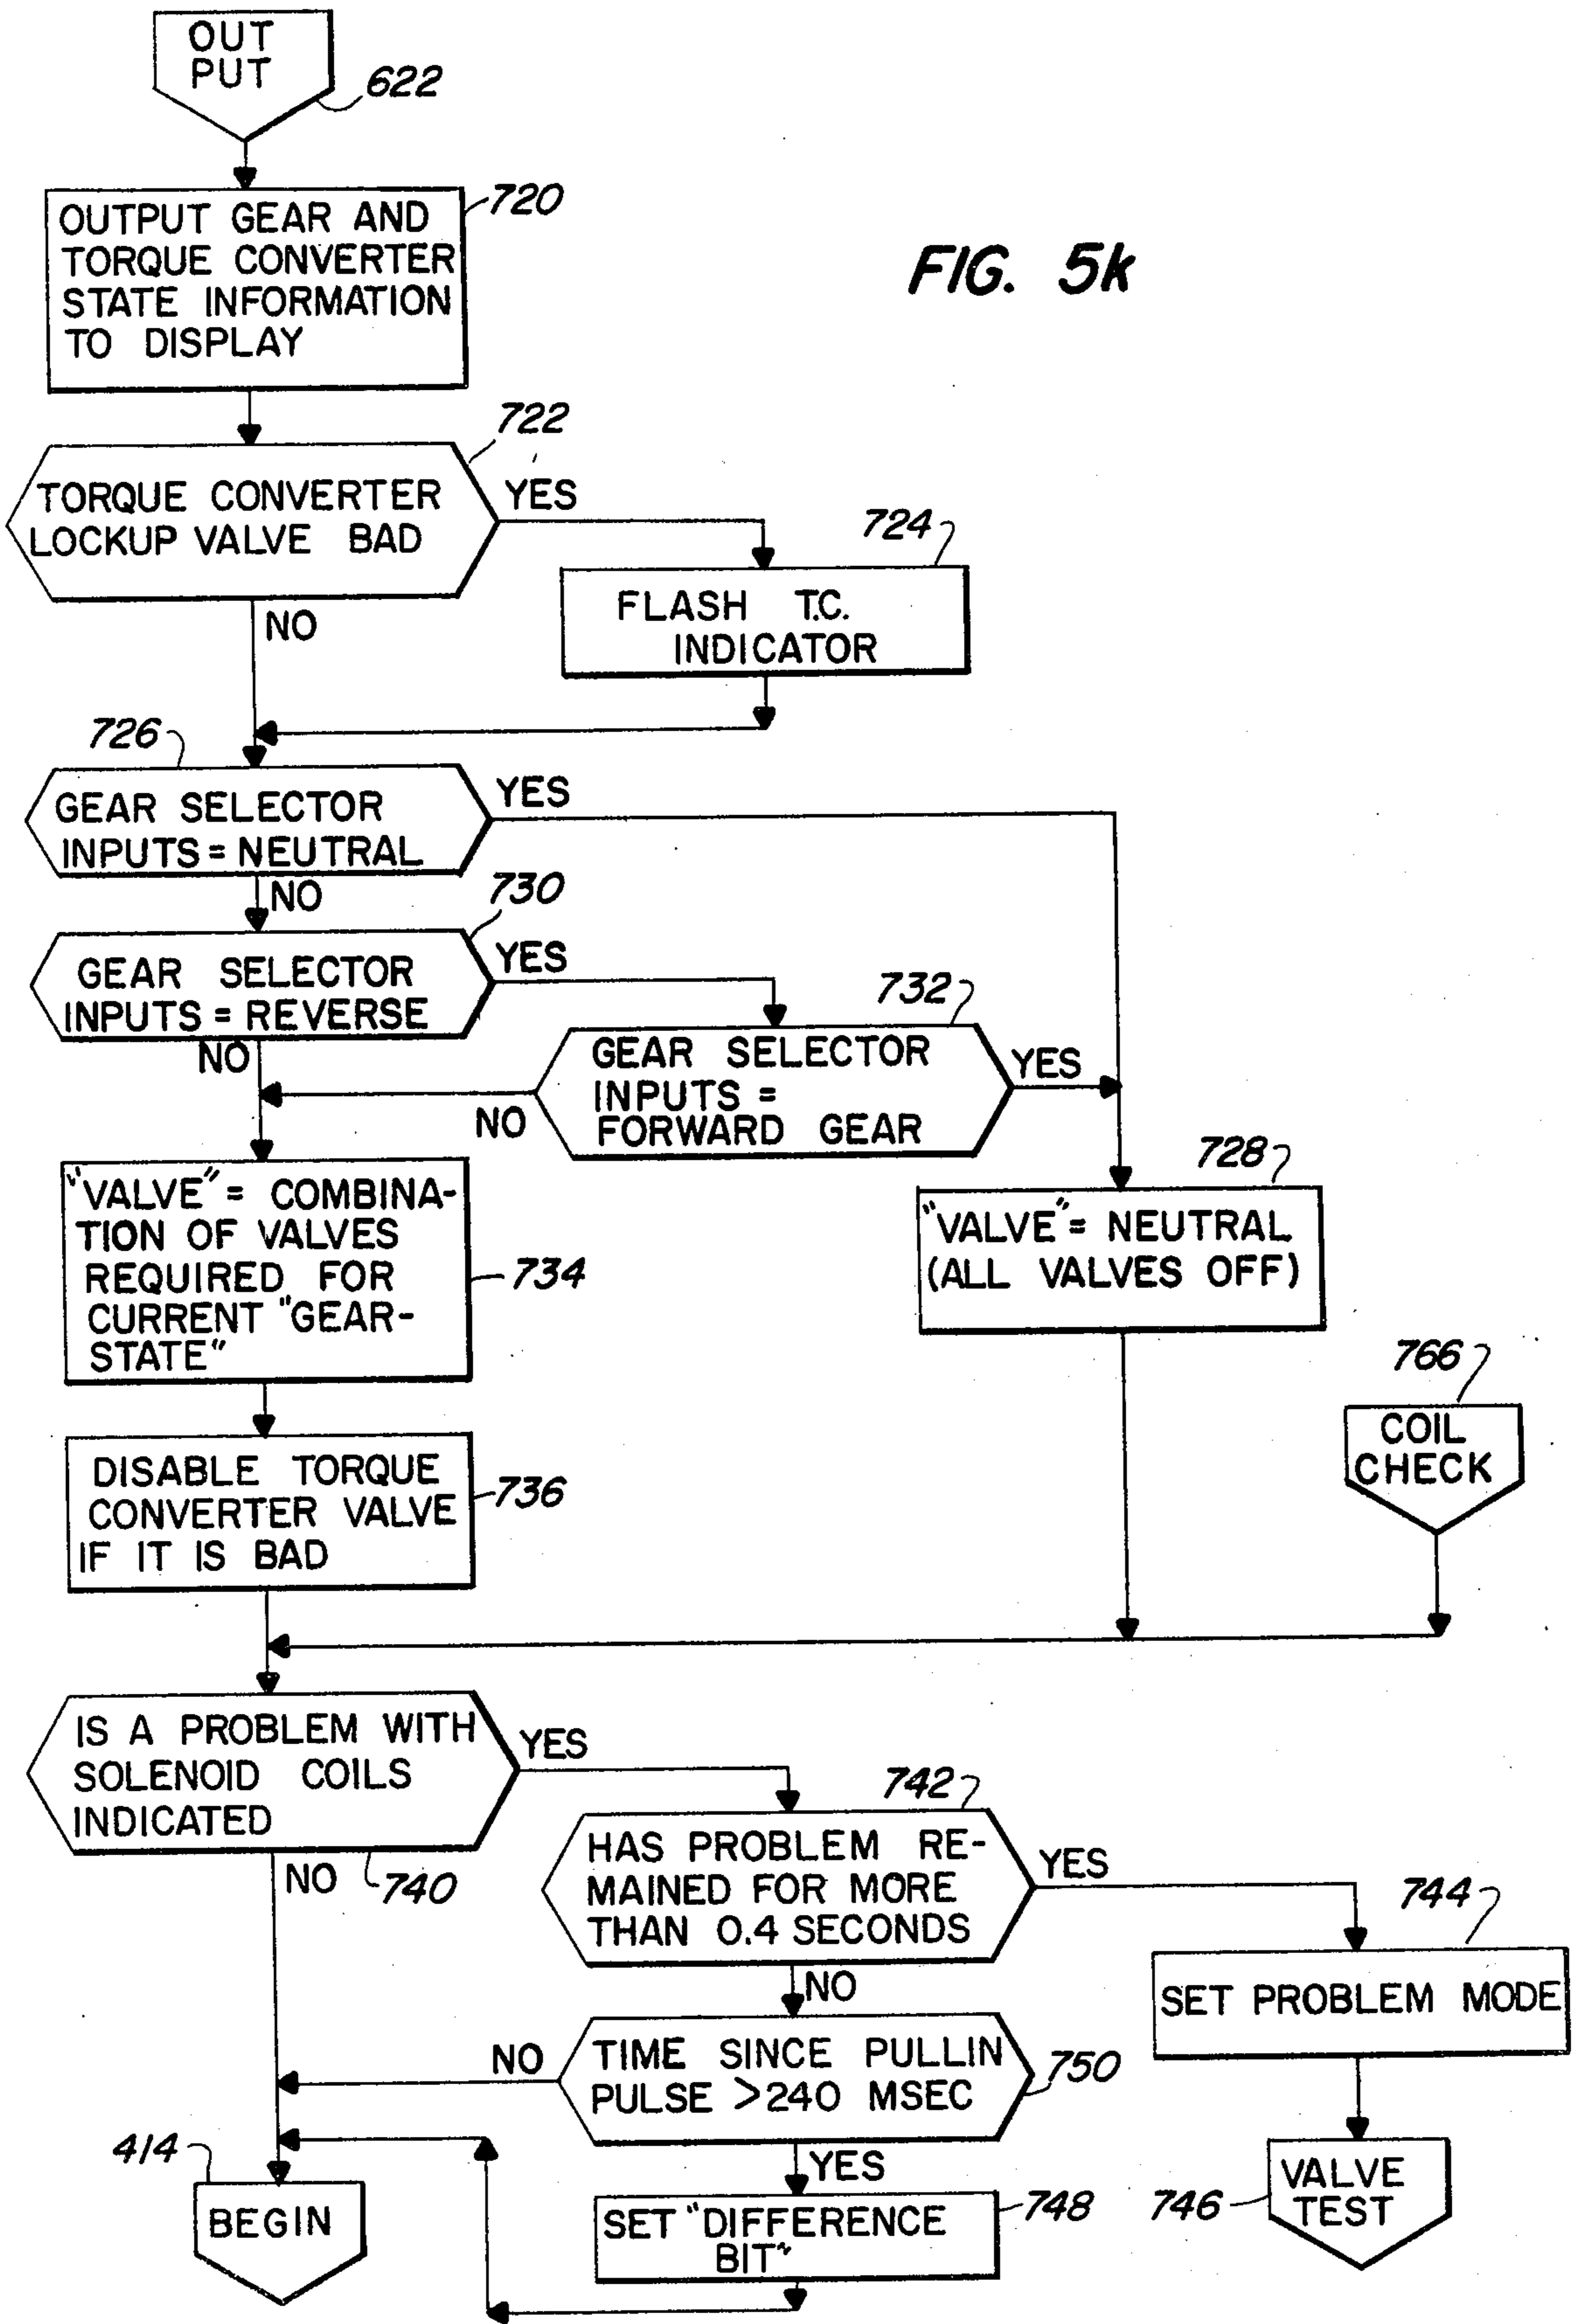 OUT
PUT
622
OUTPUT GEAR AND
TORQUE CONVERTER
STATE INFORMATION
TO DISPLAY
720
FIG. 5k
722
TORQUE CONVERTER
LOCKUP VALVE BAD
YES
NO
724
FLASH T.C.
INDICATOR
726
GEAR SELECTOR
INPUTS = NEUTRAL
YES
NO
730
GEAR SELECTOR
INPUTS = REVERSE
YES
NO
732
GEAR SELECTOR
INPUTS =
FORWARD GEAR
YES
NO
728
"VALVE" = NEUTRAL
(ALL VALVES OFF)
"VALVE" = COMBINA-
TION OF VALVES
REQUIRED FOR
CURRENT "GEAR-
STATE"
734
766
COIL
CHECK
DISABLE TORQUE
CONVERTER VALVE
IF IT IS BAD
736
IS A PROBLEM WITH
SOLENOID COILS
INDICATED
YES
NO
740
742
HAS PROBLEM RE-
MAINED FOR MORE
THAN 0.4 SECONDS
YES
NO
744
SET PROBLEM MODE
TIME SINCE PULLIN
PULSE >240 MSEC
NO
750
YES
414
BEGIN
SET "DIFFERENCE
BIT"
748
746
VALVE
TEST